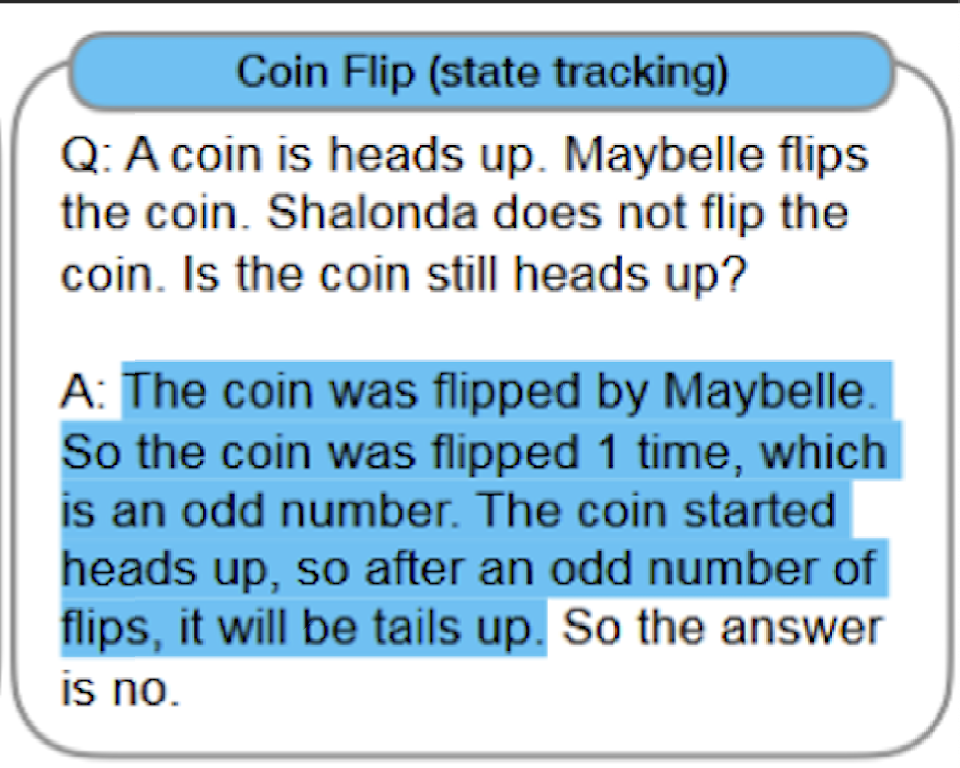 Coin Flip (state tracking)
Q: A coin is heads up. Maybelle flips
the coin. Shalonda does not flip the
coin. Is the coin still heads up?
A: The coin was flipped by Maybelle.
So the coin was flipped 1 time, which
is an odd number. The coin started
heads up, so after an odd number of
flips, it will be tails up. So the answer
is no.